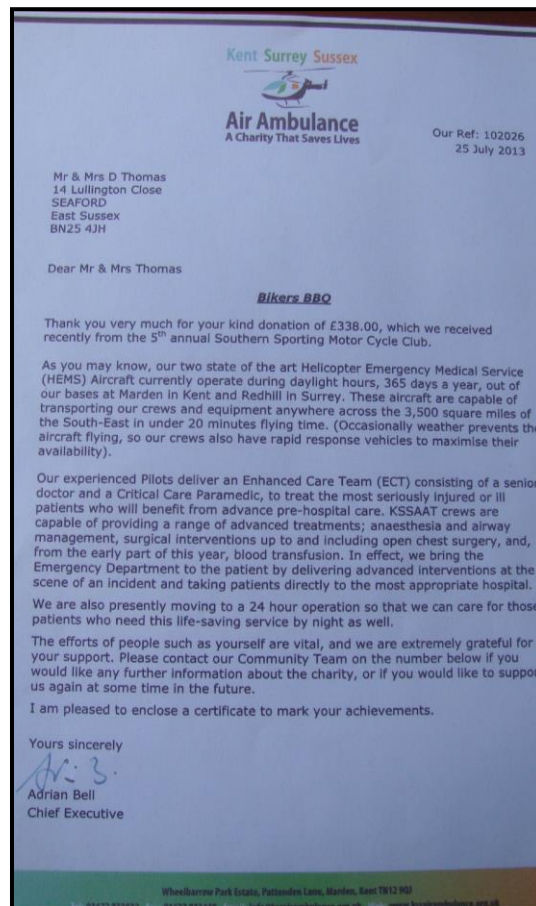 Kent Surrey Sussex
Air Ambulance
A Charity That Saves Lives
Our Ref: 102026
25 July 2013
Mr & Mrs D Thomas
14 Lullington Close
SEAFORD
East Sussex
BN25 4JH
Dear Mr & Mrs Thomas
Bikers BBQ
Thank you very much for your kind donation of £338.00, which we received
recently from the 5th annual Southern Sporting Motor Cycle Club.
As you may know, our two state of the art Helicopter Emergency Medical Service
(HEMS) Aircraft currently operate during daylight hours, 365 days a year, out of
our bases at Marden in Kent and Redhill in Surrey. These aircraft are capable of
transporting our crews and equipment anywhere across the 3,500 square miles of
the South-East in under 20 minutes flying time. (Occasionally weather prevents the
aircraft flying, so our crews also have rapid response vehicles to maximise their
availability).
Our experienced Pilots deliver an Enhanced Care Team (ECT) consisting of a senior
doctor and a Critical Care Paramedic, to treat the most seriously injured or ill
patients who will benefit from advance pre-hospital care. KSSAAT crews are
capable of providing a range of advanced treatments; anaesthesia and airway
management, surgical interventions up to and including open chest surgery, and,
from the early part of this year, blood transfusion. In effect, we bring the
Emergency Department to the patient by delivering advanced interventions at the
scene of an incident and taking patients directly to the most appropriate hospital.
We are also presently moving to a 24 hour operation so that we can care for those
patients who need this life-saving service by night as well.
The efforts of people such as yourself are vital, and we are extremely grateful for
your support. Please contact our Community Team on the number below if you
would like any further information about the charity, or if you would like to suppor
us again at some time in the future.
I am pleased to enclose a certificate to mark your achievements.
Yours sincerely
Adrian Bell
Chief Executive
Wheelbarrow Park Estate, Pattenden Lane, Marden, Kent TN12 9QJ